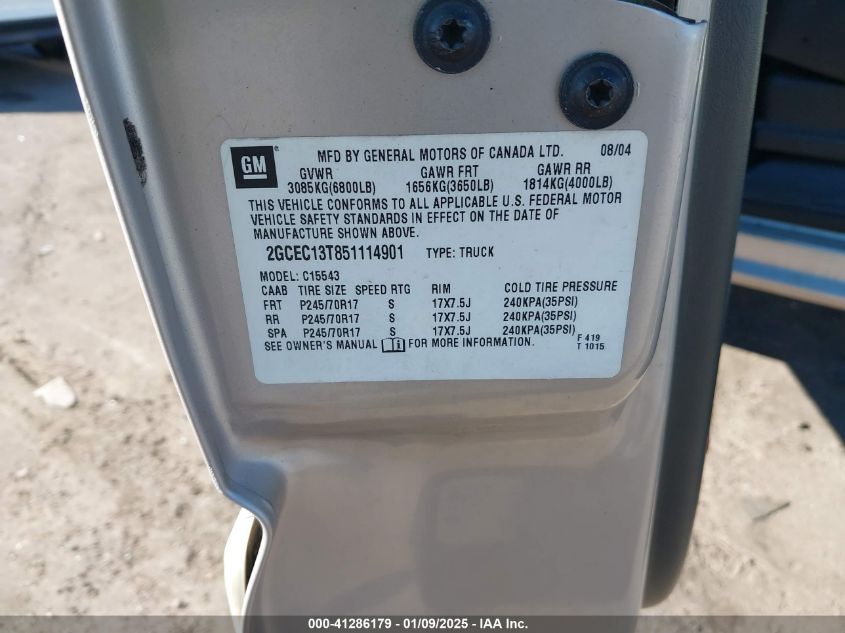 GM
MFD BY GENERAL MOTORS OF CANADA LTD. 08/04
GVWR GAWR FRT GAWR RR
3085KG(6800LB) 1656KG(3650LB) 1814KG(4000LB)
THIS VEHICLE CONFORMS TO ALL APPLICABLE U.S. FEDERAL MOTOR
VEHICLE SAFETY STANDARDS IN EFFECT ON THE DATE OF
MANUFACTURE SHOWN ABOVE.
2GCEC13T851114901 TYPE: TRUCK
MODEL: C15543
CAAB TIRE SIZE SPEED RTG RIM COLD TIRE PRESSURE
FRT P245/70R17 S 17X7.5J 240KPA(35PSI)
RR P245/70R17 S 17X7.5J 240KPA(35PSI)
SPA P245/70R17 S 17X7.5J 240KPA(35PSI)
SEE OWNER'S MANUAL FOR MORE INFORMATION.
F 419
T 1015
000-41286179 - 01/09/2025 - IAA Inc.